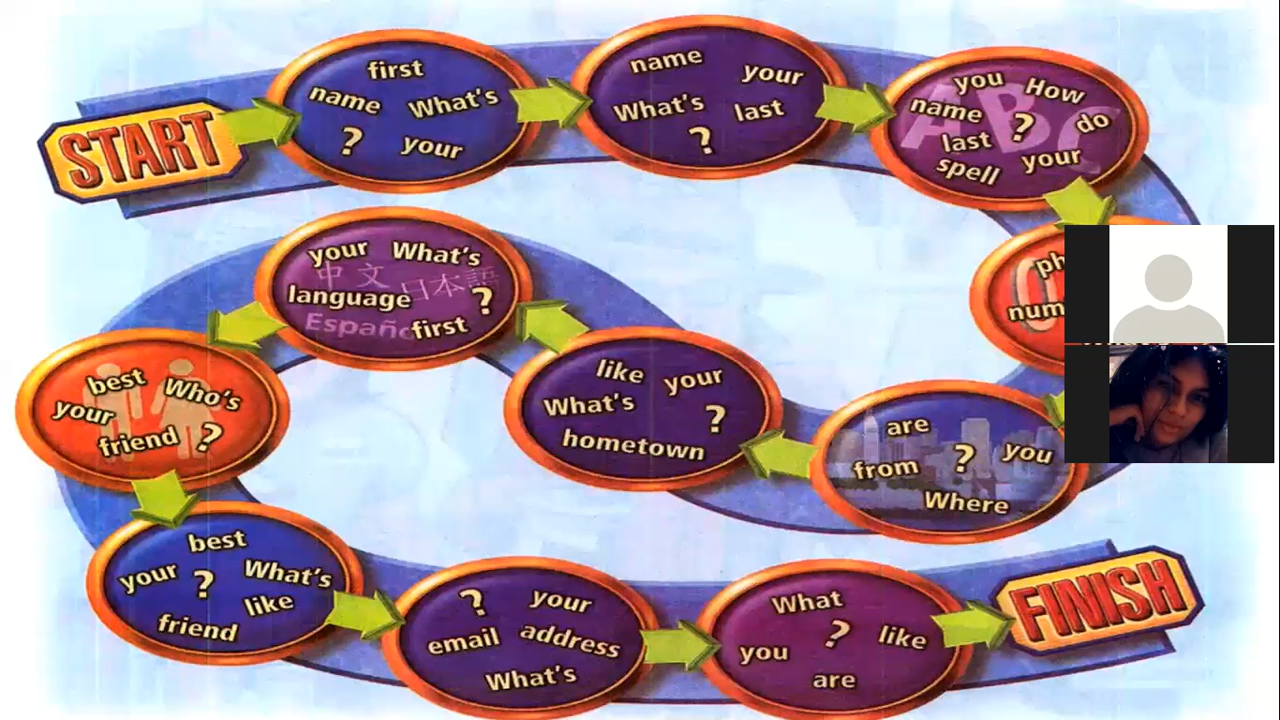 START
first
name What's
? your
name your
What's last
?
you How
name ? do
last
spell your
ABC
ph
num
are
from ? you
Where
like your
What's ?
hometown
your What's
中文 日本語
language ?
Españo first
best Who's
your
friend ?
best
your ? What's
like
friend
? your
email address
What's
What
you ? like
are
FINISH